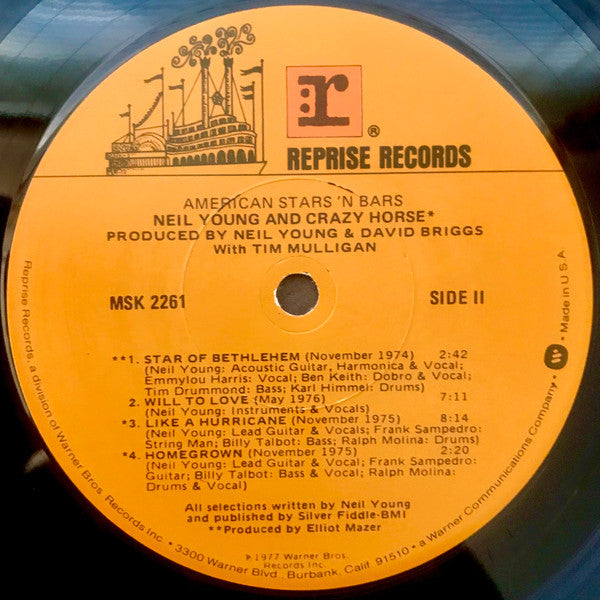 r
®
REPRISE RECORDS
AMERICAN STARS 'N BARS
NEIL YOUNG AND CRAZY HORSE*
PRODUCED BY NEIL YOUNG & DAVID BRIGGS
With TIM MULLIGAN
MSK 2261
SIDE II
**1. STAR OF BETHLEHEM (November 1974) 2:42
(Neil Young: Acoustic Guitar, Harmonica & Vocal;
Emmylou Harris: Vocal; Ben Keith: Dobro & Vocal;
Tim Drummond: Bass; Karl Himmel: Drums)
2. WILL TO LOVE (May 1976) 7:11
(Neil Young: Instruments & Vocals)
*3. LIKE A HURRICANE (November 1975) 8:14
(Neil Young: Lead Guitar & Vocals; Frank Sampedro:
String Man; Billy Talbot: Bass; Ralph Molina: Drums)
*4. HOMEGROWN (November 1975) 2:20
(Neil Young: Lead Guitar & Vocal; Frank Sampedro:
Guitar; Billy Talbot: Bass & Vocal; Ralph Molina:
Drums & Vocal)
All selections written by Neil Young
and published by Silver Fiddle-BMI
**Produced by Elliot Mazer
℗ 1977 Warner Bros.
Records Inc.
Reprise Records, a division of Warner Bros. Records Inc. • 3300 Warner Blvd., Burbank, Calif. 91510 • a Warner Communications Company • W • Made in U.S.A.